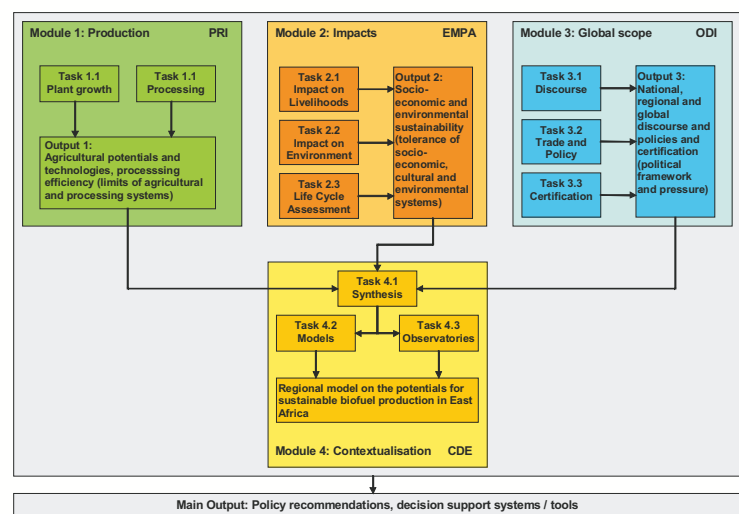 Module 1: Production PRI
Task 1.1
Plant growth
Task 1.1
Processing
Output 1:
Agricultural potentials and
technologies, processsing
efficiency (limits of agricultural
and processing systems)
Module 2: Impacts EMPA
Task 2.1
Impact on
Livelihoods
Task 2.2
Impact on
Environment
Task 2.3
Life Cycle
Assessment
Output 2:
Socio-
economic and
environmental
sustainability
(tolerance of
socio-
economic,
cultural and
environmental
systems)
Module 3: Global scope ODI
Task 3.1
Discourse
Task 3.2
Trade and
Policy
Task 3.3
Certification
Output 3:
National,
regional and
global
discourse and
policies and
certification
(political
framework
and pressure)
Task 4.1
Synthesis
Task 4.2
Models
Task 4.3
Observatories
Regional model on the potentials for
sustainable biofuel production in East
Africa
Module 4: Contextualisation CDE
Main Output: Policy recommendations, decision support systems / tools